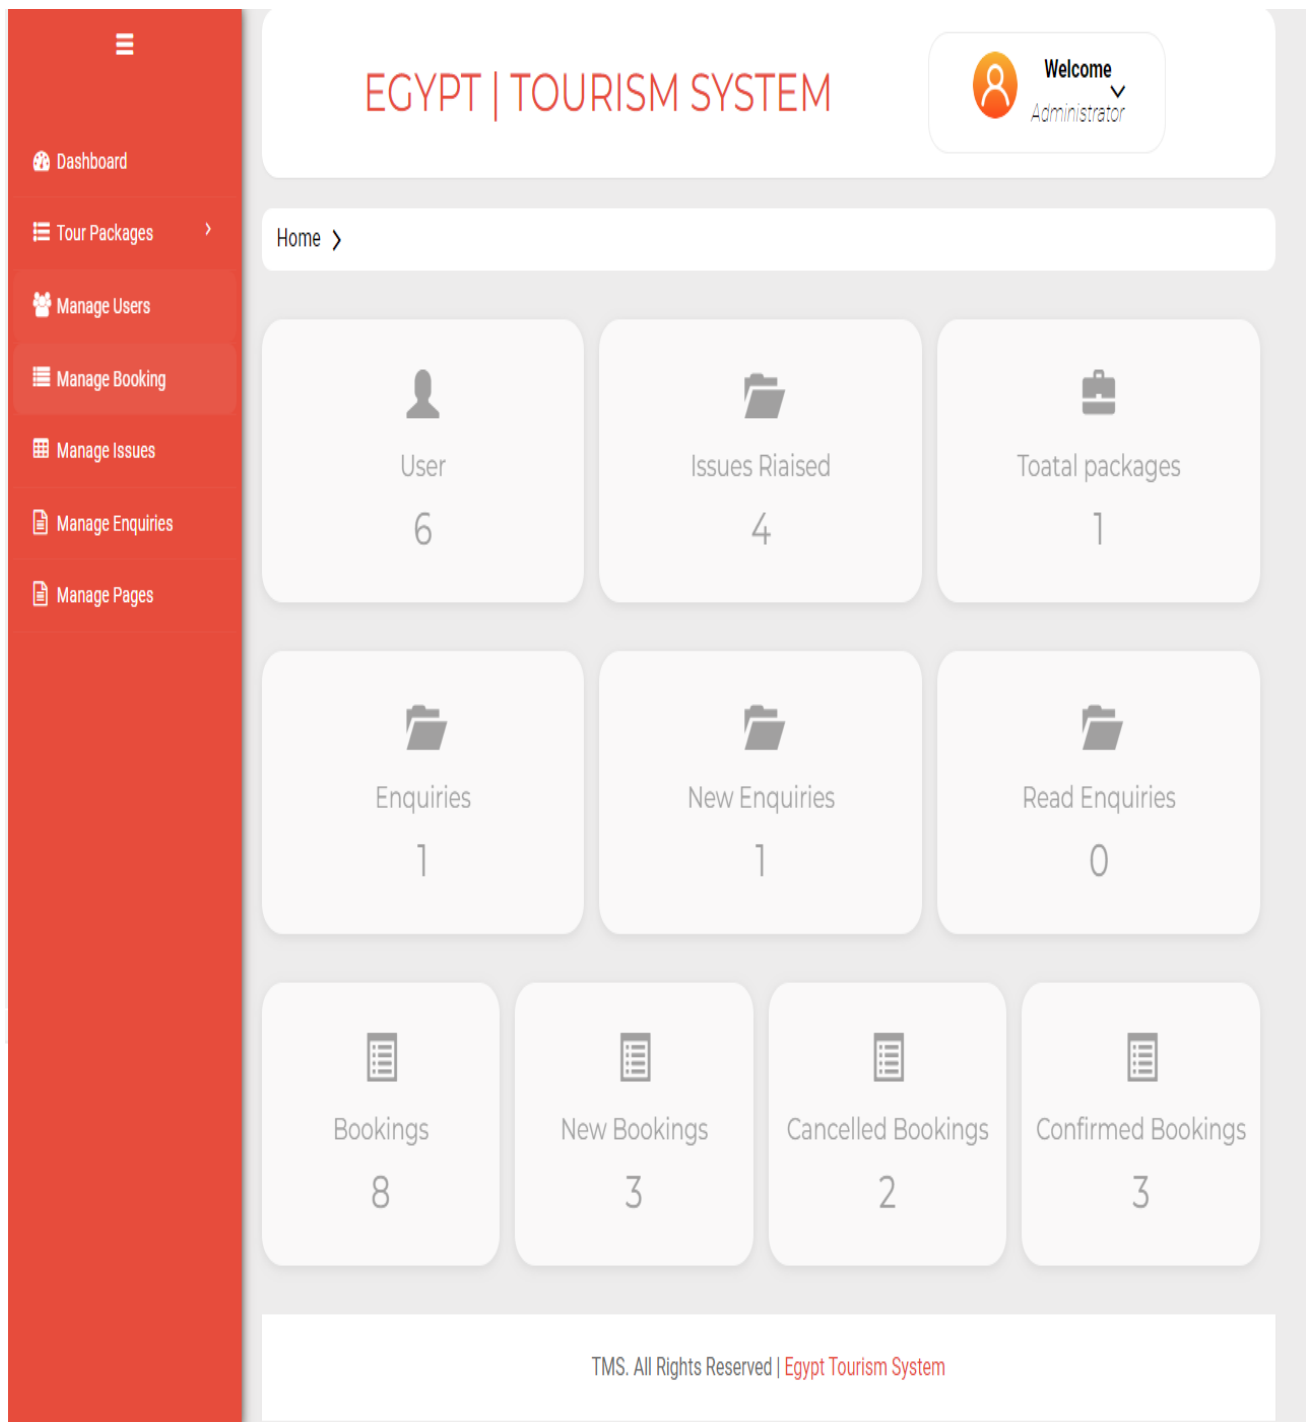 EGYPT | TOURISM SYSTEM
Welcome
Administrator
Dashboard
Tour Packages
Manage Users
Manage Booking
Manage Issues
Manage Enquiries
Manage Pages
Home
User
6
Issues Riaised
4
Toatal packages
1
Enquiries
1
New Enquiries
1
Read Enquiries
0
Bookings
8
New Bookings
3
Cancelled Bookings
2
Confirmed Bookings
3
TMS. All Rights Reserved | Egypt Tourism System